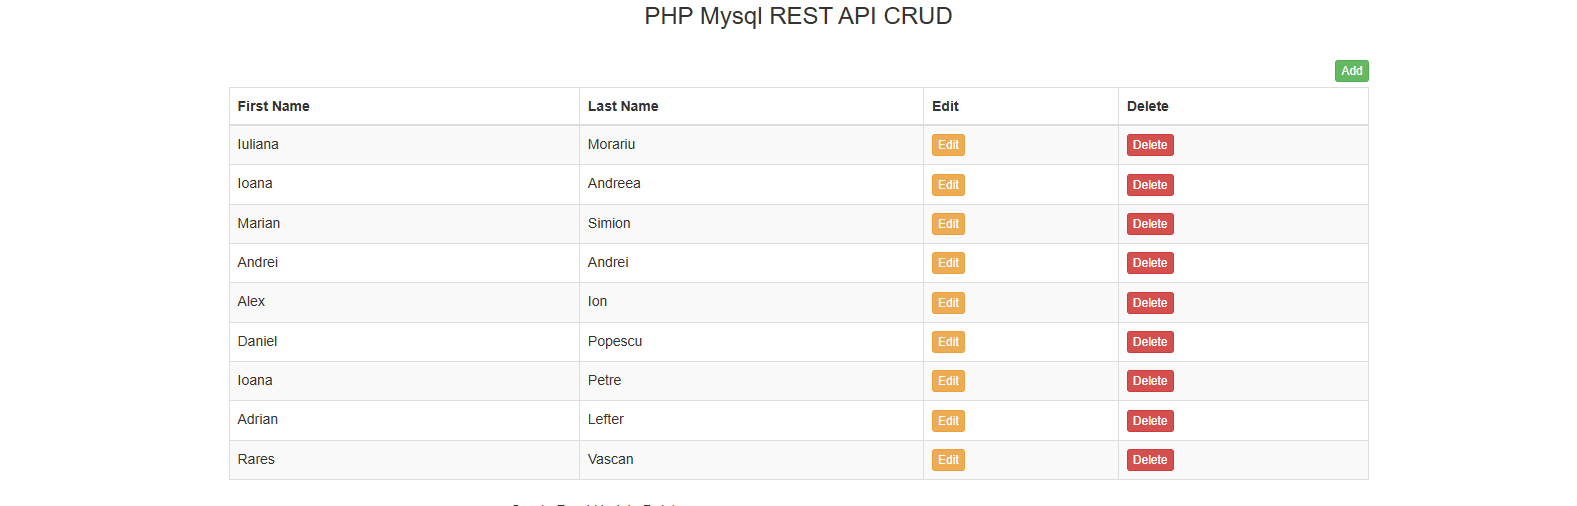 PHP Mysql REST API CRUD
Add
First Name Last Name Edit Delete
Iuliana Morariu Edit Delete
Ioana Andreea Edit Delete
Marian Simion Edit Delete
Andrei Andrei Edit Delete
Alex Ion Edit Delete
Daniel Popescu Edit Delete
Ioana Petre Edit Delete
Adrian Lefter Edit Delete
Rares Vascan Edit Delete